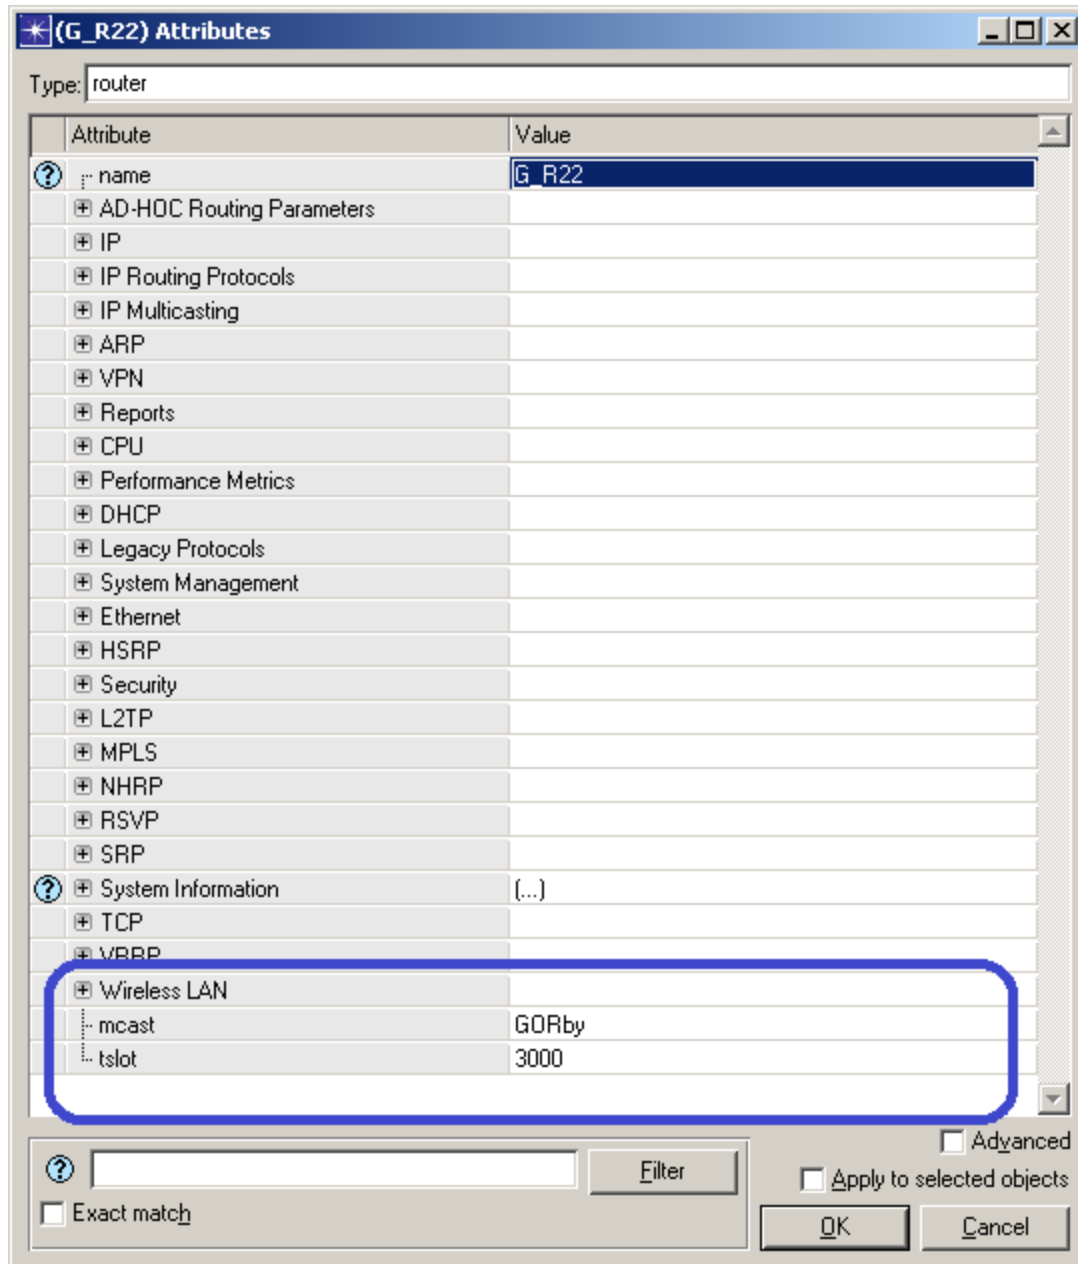 (G_R22) Attributes
Type: router
Attribute Value
name G_R22
AD-HOC Routing Parameters
IP
IP Routing Protocols
IP Multicasting
ARP
VPN
Reports
CPU
Performance Metrics
DHCP
Legacy Protocols
System Management
Ethernet
HSRP
Security
L2TP
MPLS
NHRP
RSVP
SRP
System Information (...)
TCP
VRRP
Wireless LAN
mcast GORby
tslot 3000
Advanced
Filter
Apply to selected objects
Exact match
OK Cancel